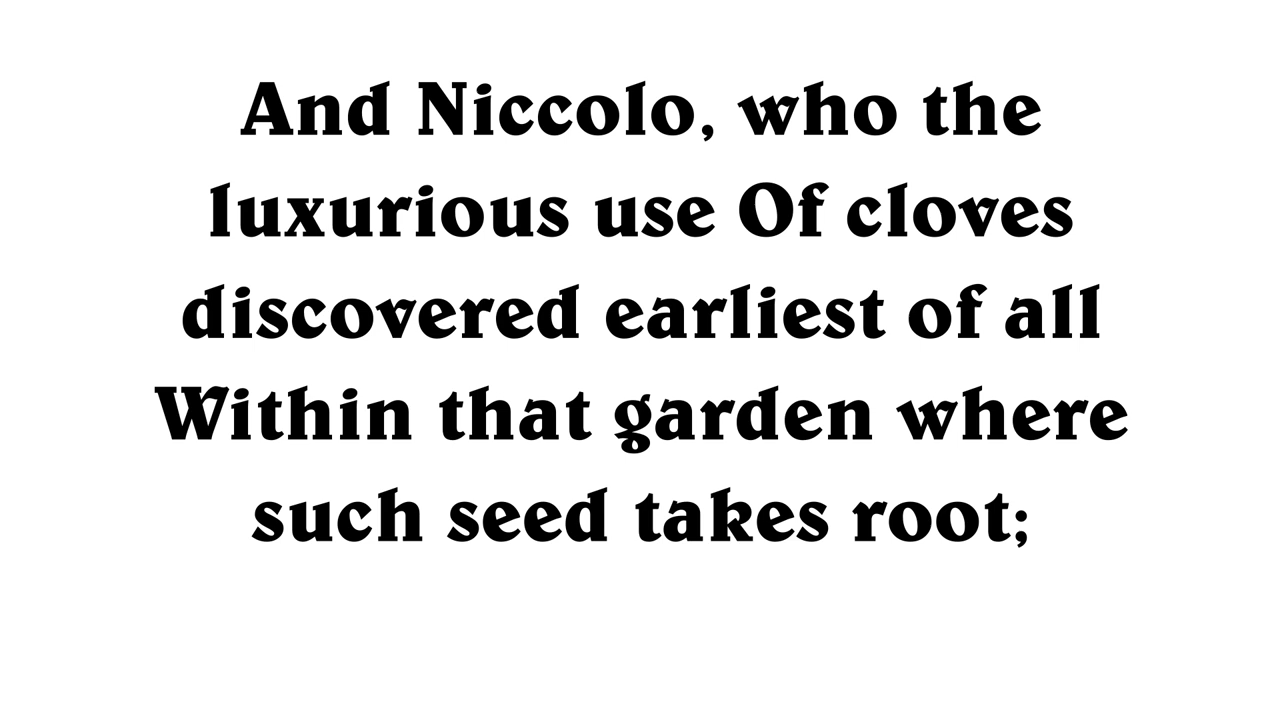 And Niccolo, who the
luxurious use Of cloves
discovered earliest of all
Within that garden where
such seed takes root;